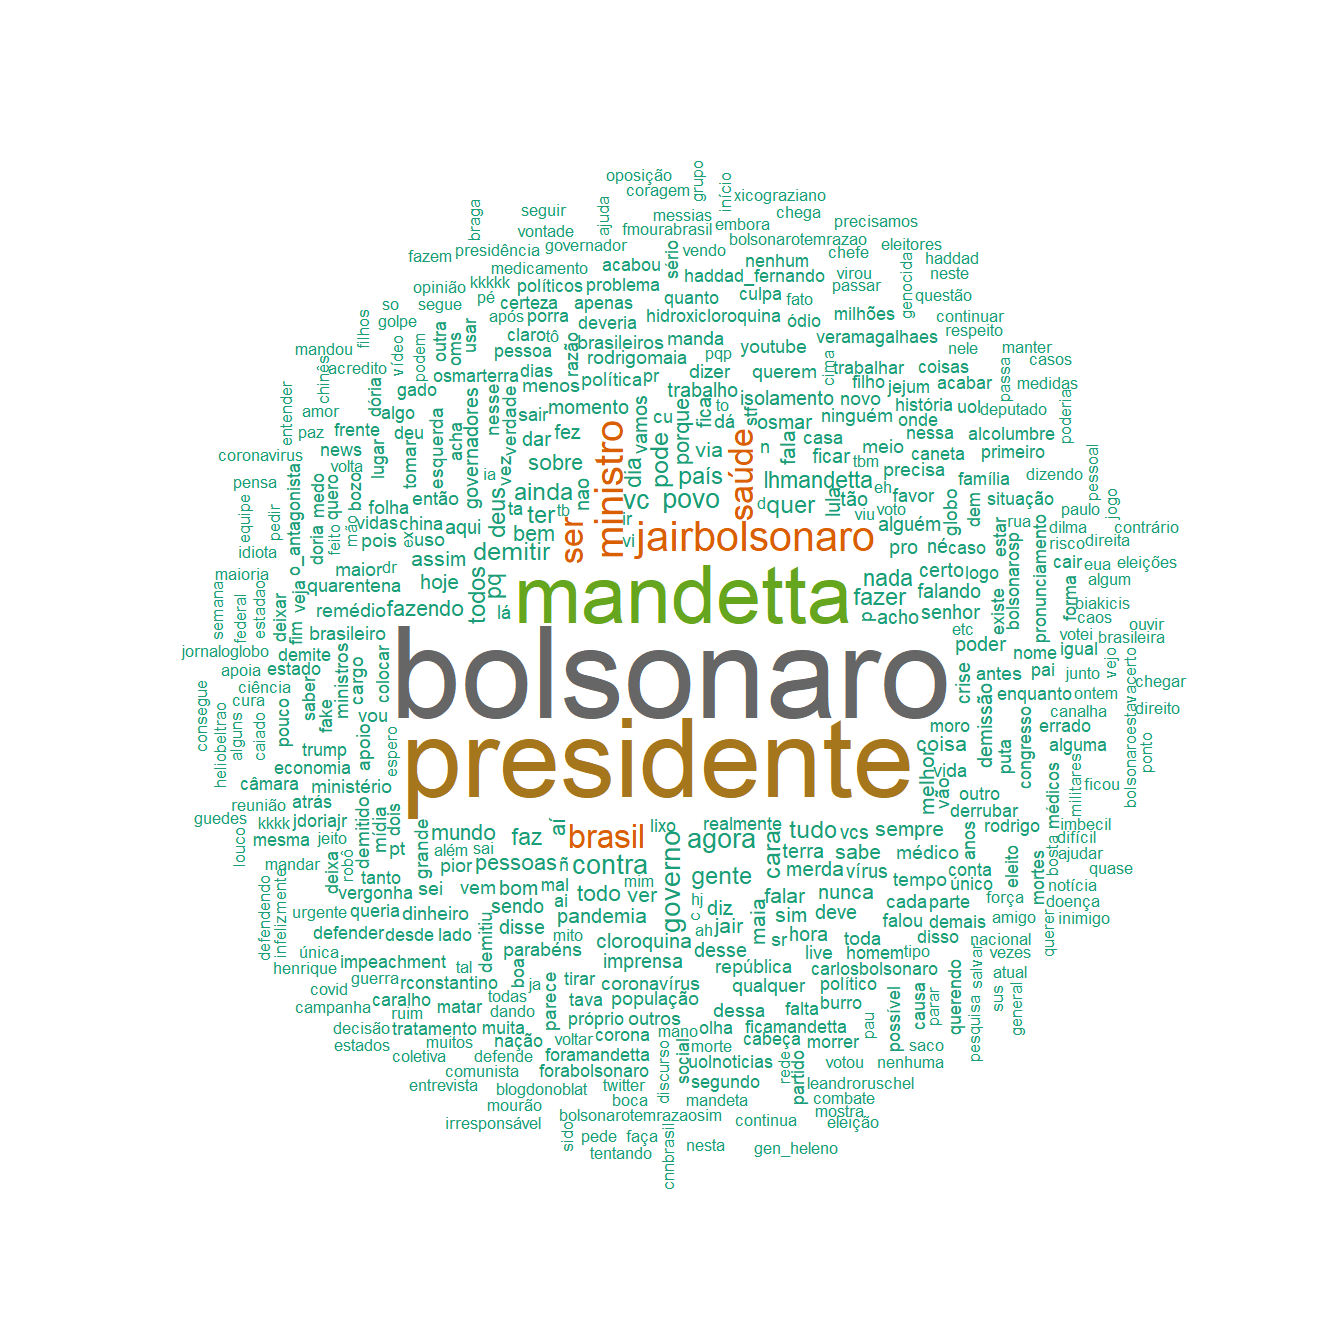 oposição
grupo
coragem
início
xicograziano
braga
seguir
ajuda
messias
chega
vontade
fmourabrasil
embora
precisamos
fazem
presidência
governador
sério
vendo
bolsonarotemrazao
chefe
eleitores
medicamento
acabou
nenhum
haddad
opinião
kkkkk
políticos
problema
haddad_fernando
virou
genocida
neste
so
segue
pé
certeza
apenas
quanto
culpa
fato
passar
questão
filhos
golpe
outra
usar
após
porra
deveria
hidroxicloroquina
ódio
milhões
continuar
mandou
vídeo
podem
oms
claro
tô
razão
brasileiros
manda
veramagalhaes
respeito
acredito
pessoa
rodrigomaia
pqp
youtube
nele
manter
chinês
dória
gado
osmarterra
dias
política
pr
dizer
querem
cima
trabalhar
coisas
passa
casos
entender
amor
algo
menos
trabalho
isolamento
novo
filho
jejum
acabar
medidas
paz
frente
deu
esquerda
acha
governadores
nesse
verdade
sair
momento
vamos
cu
porque
fica
to
dá
stf
osmar
ninguém
história
uol
deputado
poderia
coronavirus
news
lugar
tomar
dar
fez
ministro
dia
pode
via
saúde
n
fala
casa
meio
onde
nessa
alcolumbre
primeiro
pensa
volta
medo
quero
bozo
ia
vez
sobre
nao
país
lhmandetta
ficar
tbm
precisa
família
dizendo
pessoal
equipe
pedir
o_antagonista
doria
feito
mão
folha
então
deus
ainda
ta
ter
tb
ser
vc
povo
d
quer
lula
tão
eh
favor
globo
dem
situação
paulo
jogo
idiota
vidas
china
ex
uso
aqui
bem
ir
vi
jairbolsonaro
viu
voto
alguém
estar
rua
dilma
contrário
maioria
veja
pois
assim
demitir
pro
né
caso
bolsonarosp
pronunciamento
risco
direita
semana
federal
estadao
deixar
fim
maior
dr
quarentena
hoje
todos
pq
mandetta
nada
certo
logo
falando
existe
cair
eua
eleições
forma
algum
remédio
fazendo
lá
fazer
p
acho
senhor
etc
biakicis
caos
ouvir
jornaloglobo
brasileiro
bolsonaro
poder
nome
votei
igual
brasileira
apoia
estado
demite
ministros
cargo
colocar
crise
antes
pai
junto
vejo
chegar
consegue
ciência
saber
enquanto
ontem
cura
pouco
fake
vou
demissão
canalha
bolsonaroestavacerto
direito
heliobeltrao
alguns
caiado
trump
apoio
espero
presidente
moro
coisa
puta
congresso
errado
alguma
economia
vida
ponto
câmara
ministério
melhor
vão
outro
militares
ficou
reunião
atrás
derrubar
médicos
guedes
kkkk
jdoriajr
demitido
mídia
dois
mundo
faz
aí
brasil
lixo
realmente
tudo
vcs
sempre
anos
rodrigo
imbecil
mesma
jeito
pt
grande
além
sai
governo
agora
cara
terra
sabe
médico
difícil
louco
mandar
robô
deixa
pior
pessoas
ñ
contra
gente
merda
vírus
conta
eleito
mortes
bosta
ajudar
quase
tanto
vergonha
sei
vem
bom
mal
mim
tempo
único
notícia
defendendo
infelizmente
urgente
queria
dinheiro
sendo
ai
todo
ver
hj
diz
maia
falar
nunca
cada
parte
força
doença
c
pandemia
sim
deve
falou
demais
amigo
inimigo
única
defender
desde
lado
demitiu
disse
mito
ah
jair
hora
toda
disso
nacional
querer
henrique
impeachment
parabéns
cloroquina
desse
sr
live
homem
tipo
vezes
guerra
tal
boa
imprensa
república
carlosbolsonaro
querendo
salvar
atual
covid
rconstantino
ja
tirar
coronavírus
qualquer
político
sus
general
campanha
caralho
matar
todas
parece
tava
população
dessa
falta
burro
possível
causa
parar
pesquisa
ruim
dando
próprio
outros
decisão
tratamento
muita
corona
mano
olha
ficamandetta
pau
estados
muitos
nação
voltar
morte
cabeça
morrer
saco
coletiva
defende
foramandetta
social
uolnoticias
rede
partido
votou
nenhuma
comunista
forabolsonaro
discurso
segundo
leandroruschel
entrevista
blogdonoblat
twitter
combate
mourão
boca
mandeta
mostra
irresponsável
bolsonarotemrazaosim
continua
eleição
sido
pede
faça
cnnbrasil
nesta
gen_heleno
tentando